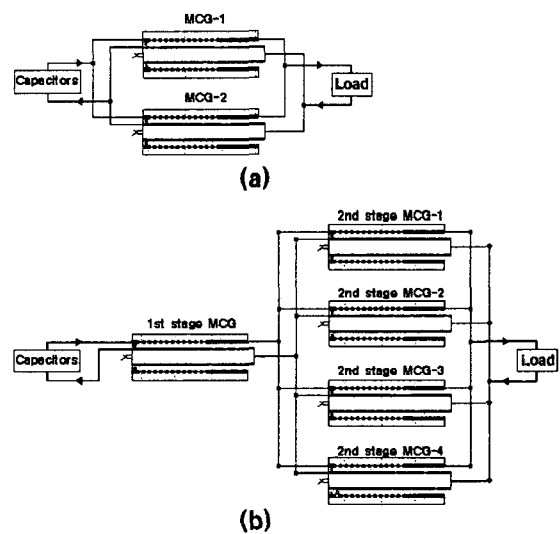 MCG-1
Capacitors
Load
MCG-2
(a)
2nd stage MCG-1
2nd stage MCG-2
1st stage MCG
Capacitors
Load
2nd stage MCG-3
2nd stage MCG-4
(b)